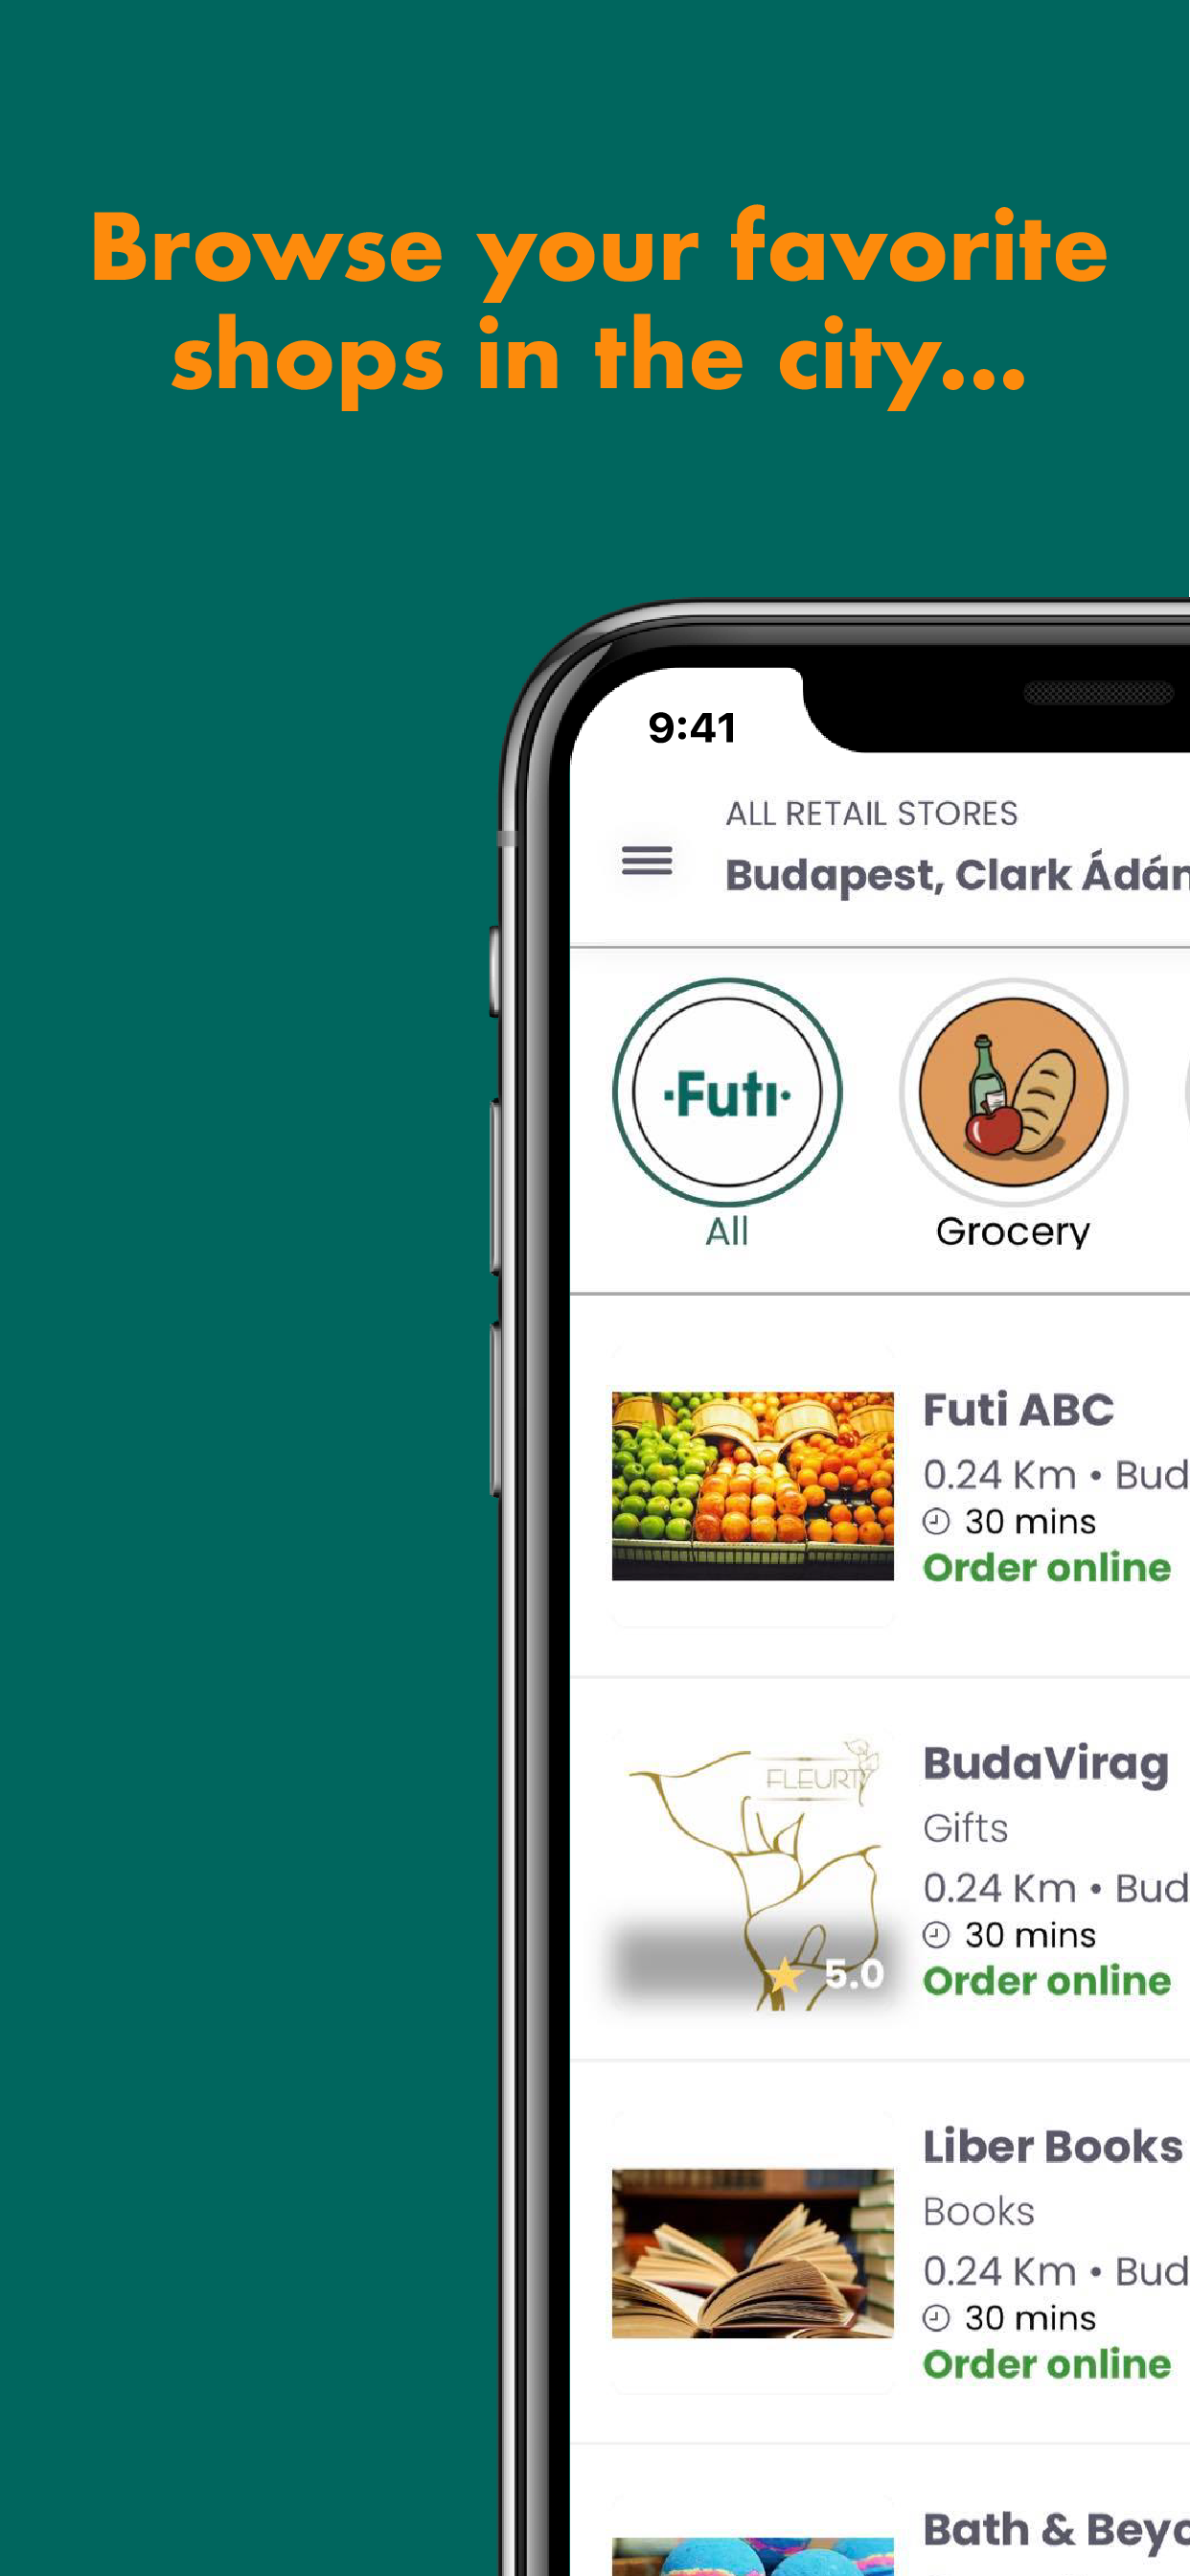 Browse your favorite
shops in the city...
9:41
ALL RETAIL STORES
Budapest, Clark Ádán
·Futı·
All
Grocery
Futi ABC
0.24 Km • Bud
30 mins
Order online
FLEURT
BudaVirag
Gifts
0.24 Km • Bud
30 mins
5.0
Order online
Liber Books
Books
0.24 Km • Bud
30 mins
Order online
Bath & Beyo